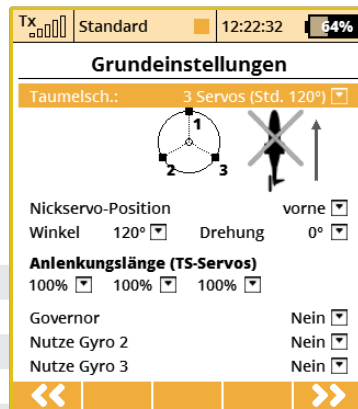 Tx Standard 12:22:32 64%
Grundeinstellungen
Taumelsch.: 3 Servos (Std. 120°)
1
2 3
Nickservo-Position vorne
Winkel 120° Drehung 0°
Anlenkungslänge (TS-Servos)
100% 100% 100%
Governor Nein
Nutze Gyro 2 Nein
Nutze Gyro 3 Nein